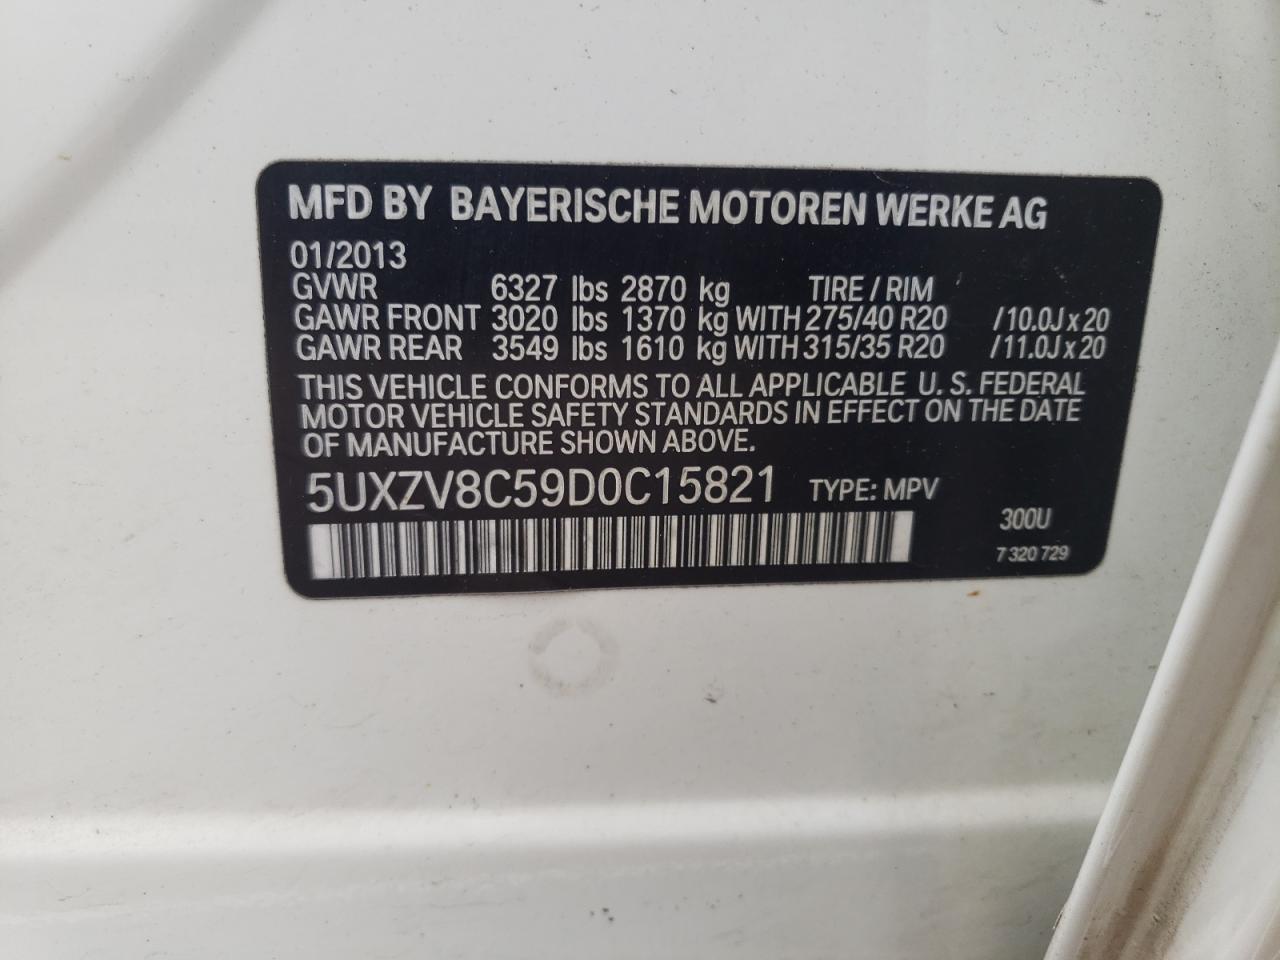 MFD BY BAYERISCHE MOTOREN WERKE AG
01/2013
GVWR 6327 lbs 2870 kg TIRE / RIM
GAWR FRONT 3020 lbs 1370 kg WITH 275/40 R20 /10.0J x 20
GAWR REAR 3549 lbs 1610 kg WITH 315/35 R20 /11.0J x 20
THIS VEHICLE CONFORMS TO ALL APPLICABLE U. S. FEDERAL
MOTOR VEHICLE SAFETY STANDARDS IN EFFECT ON THE DATE
OF MANUFACTURE SHOWN ABOVE.
5UXZV8C59D0C15821 TYPE: MPV
300U
7 320 729